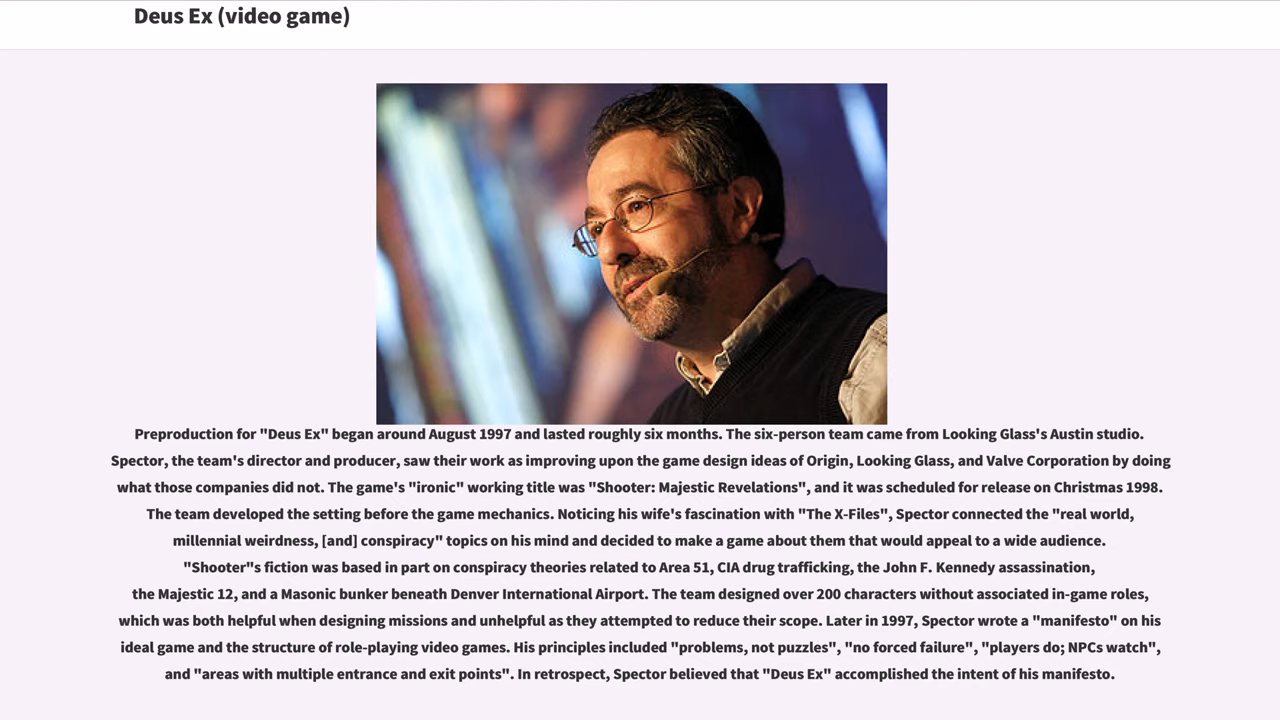 Deus Ex (video game)
Preproduction for "Deus Ex" began around August 1997 and lasted roughly six months. The six-person team came from Looking Glass's Austin studio.
Spector, the team's director and producer, saw their work as improving upon the game design ideas of Origin, Looking Glass, and Valve Corporation by doing
what those companies did not. The game's "ironic" working title was "Shooter: Majestic Revelations", and it was scheduled for release on Christmas 1998.
The team developed the setting before the game mechanics. Noticing his wife's fascination with "The X-Files", Spector connected the "real world,
millennial weirdness, [and] conspiracy" topics on his mind and decided to make a game about them that would appeal to a wide audience.
"Shooter"s fiction was based in part on conspiracy theories related to Area 51, CIA drug trafficking, the John F. Kennedy assassination,
the Majestic 12, and a Masonic bunker beneath Denver International Airport. The team designed over 200 characters without associated in-game roles,
which was both helpful when designing missions and unhelpful as they attempted to reduce their scope. Later in 1997, Spector wrote a "manifesto" on his
ideal game and the structure of role-playing video games. His principles included "problems, not puzzles", "no forced failure", "players do; NPCs watch",
and "areas with multiple entrance and exit points". In retrospect, Spector believed that "Deus Ex" accomplished the intent of his manifesto.